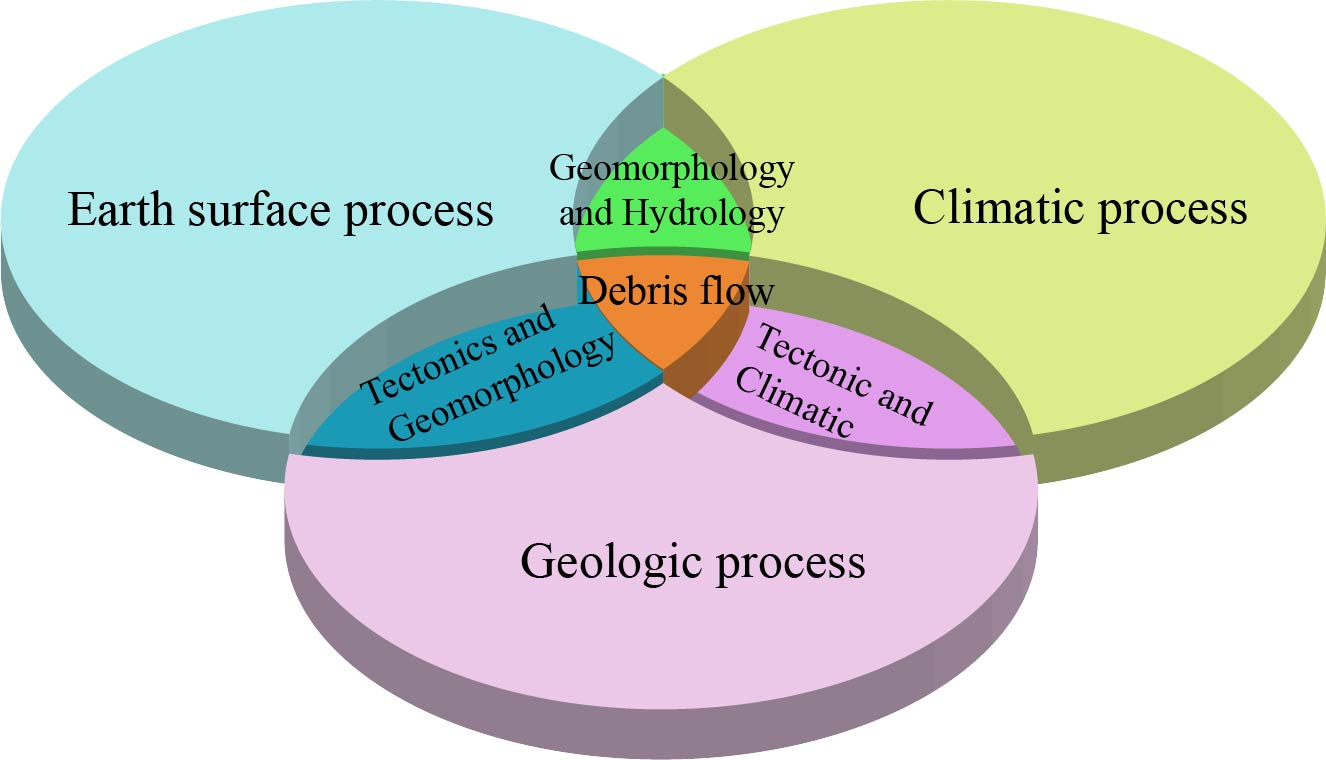 Geomorphology
and Hydrology
Earth surface process
Climatic process
Debris flow
Tectonics and
Geomorphology
Tectonic and
Climatic
Geologic process